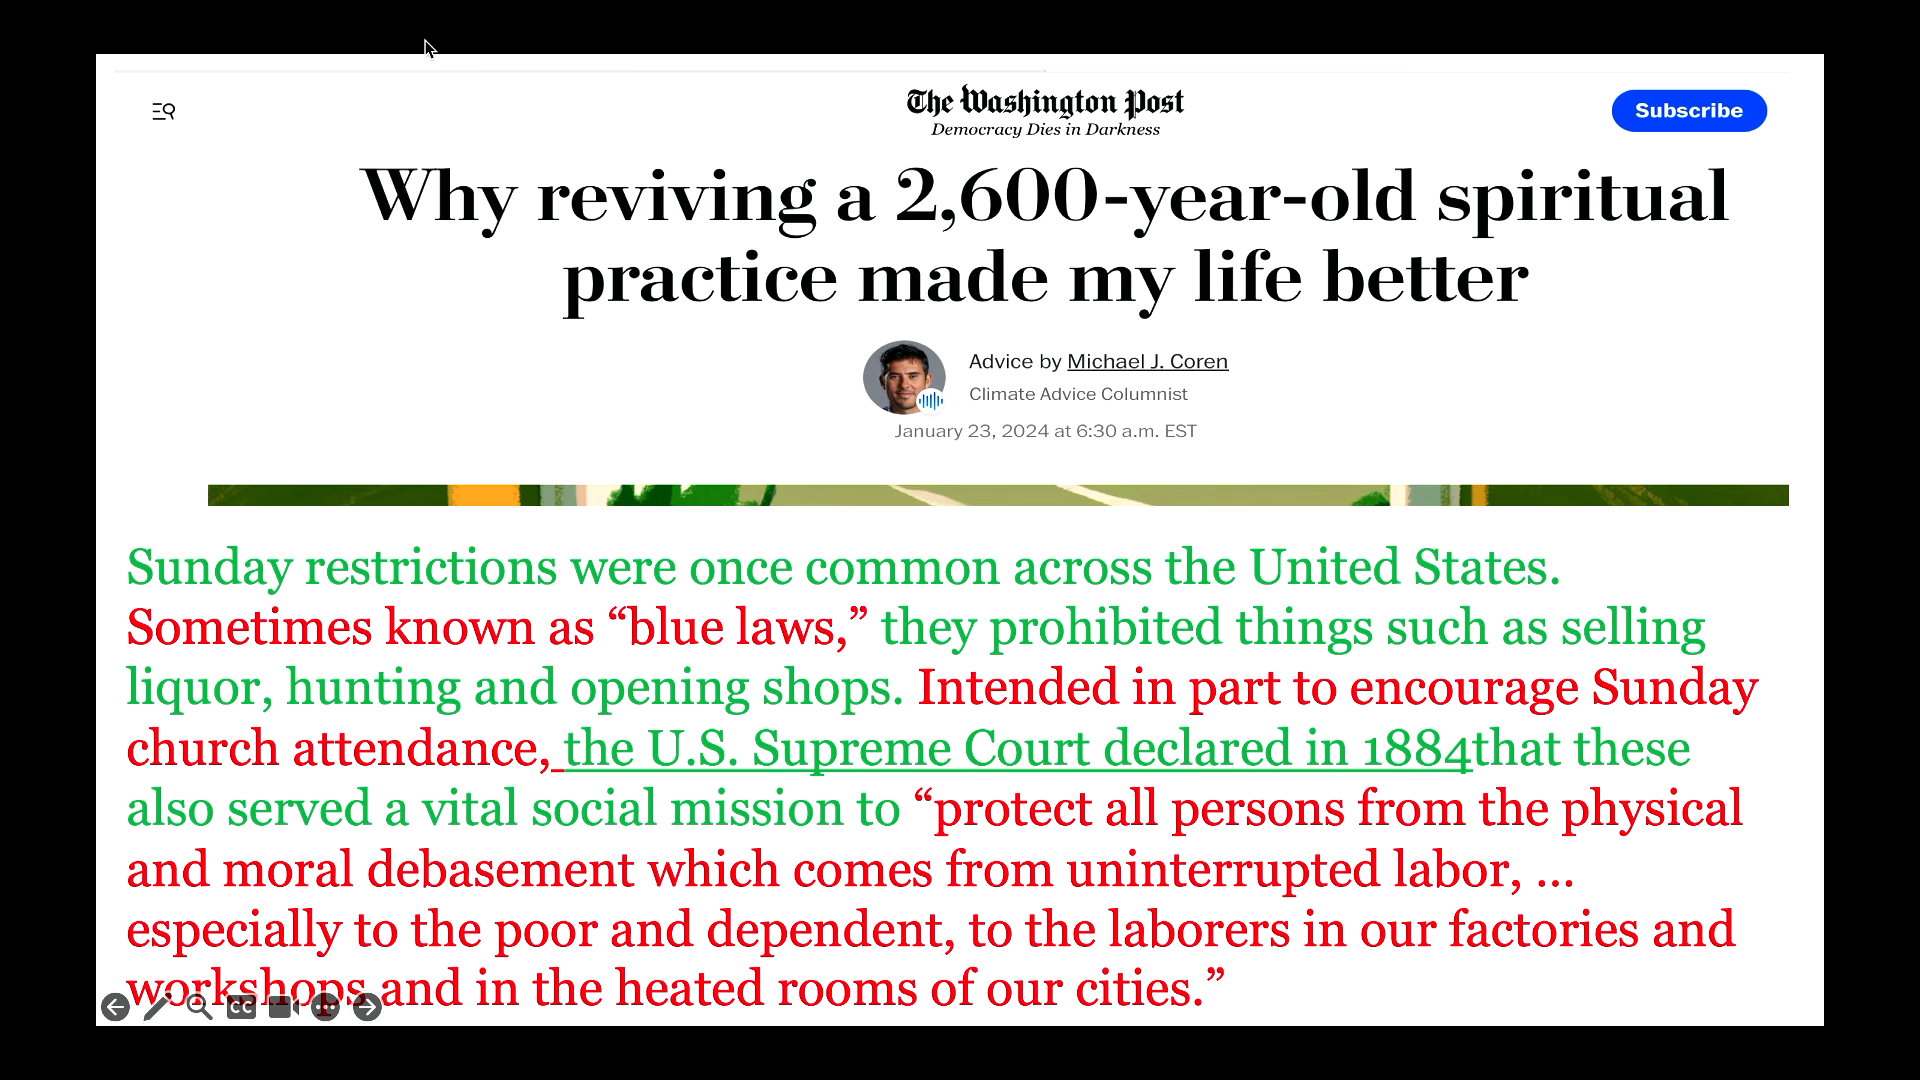 The Washington Post
Democracy Dies in Darkness
Subscribe
Why reviving a 2,600-year-old spiritual
practice made my life better
Advice by Michael J. Coren
Climate Advice Columnist
January 23, 2024 at 6:30 a.m. EST
Sunday restrictions were once common across the United States.
Sometimes known as “blue laws,” they prohibited things such as selling
liquor, hunting and opening shops. Intended in part to encourage Sunday
church attendance, the U.S. Supreme Court declared in 1884that these
also served a vital social mission to “protect all persons from the physical
and moral debasement which comes from uninterrupted labor, ...
especially to the poor and dependent, to the laborers in our factories and
workshops and in the heated rooms of our cities.”
CC